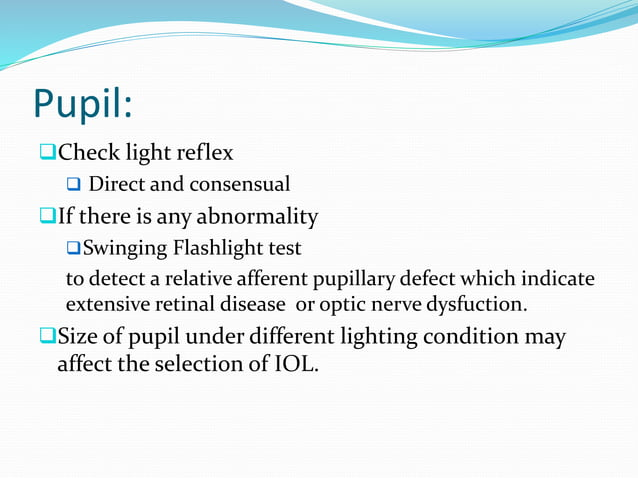 Pupil:
Check light reflex
Direct and consensual
If there is any abnormality
Swinging Flashlight test
to detect a relative afferent pupillary defect which indicate
extensive retinal disease or optic nerve dysfuction.
Size of pupil under different lighting condition may
affect the selection of IOL.